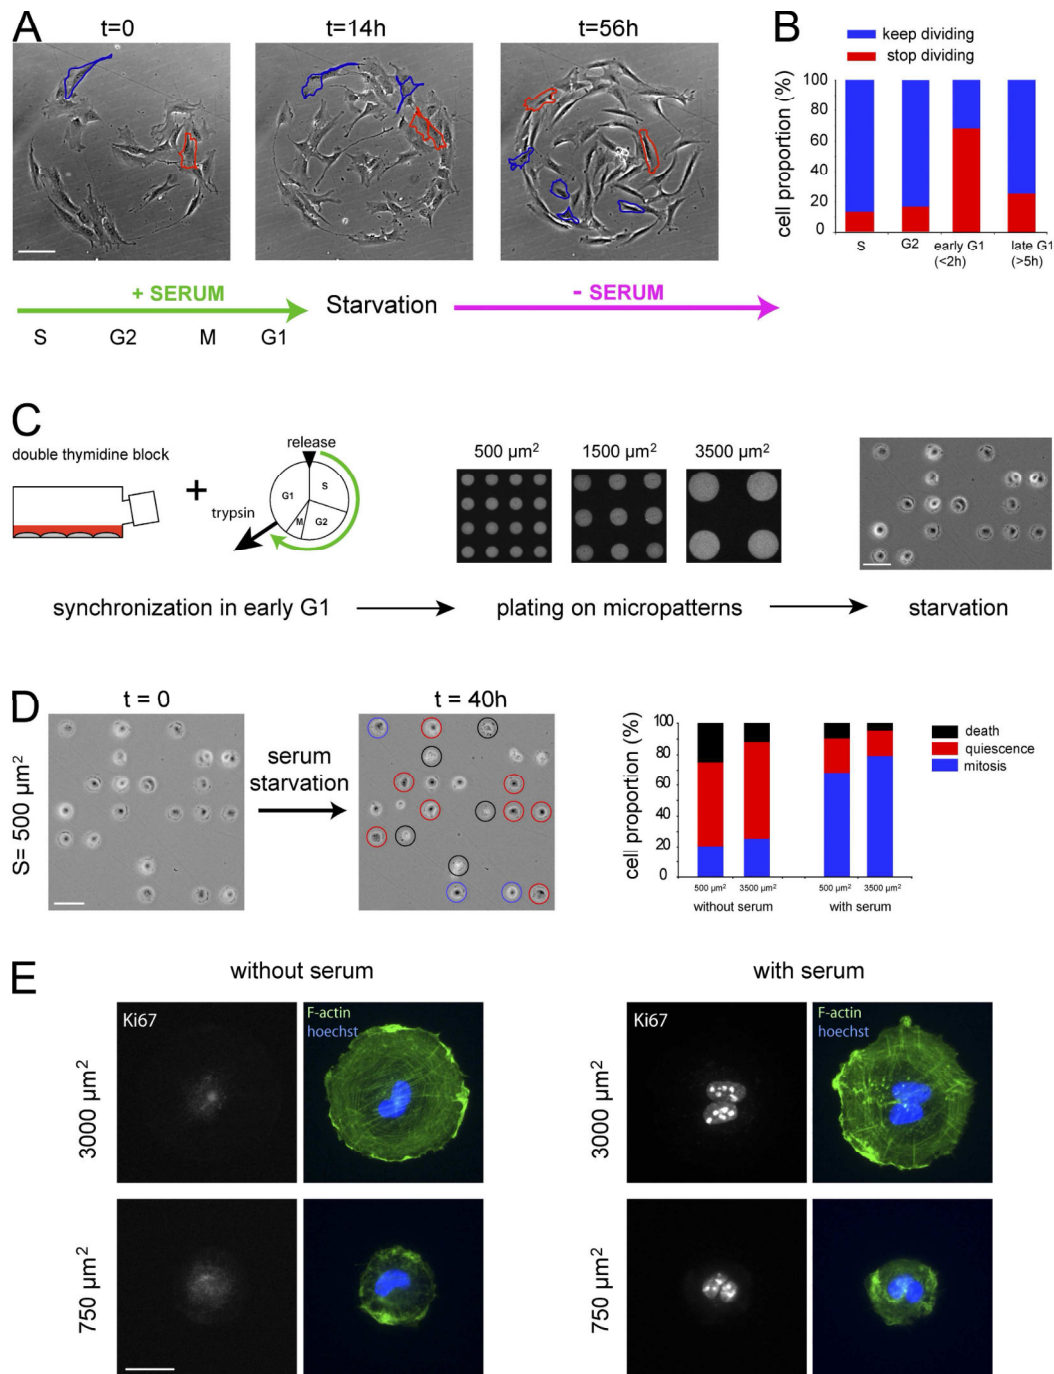 A
t=0
t=14h
t=56h
+ SERUM
Starvation
- SERUM
S
G2
M
G1
B
keep dividing
stop dividing
cell proportion (%)
100
80
60
40
20
0
S
G2
early G1
(<2h)
late G1
(>5h)
C
double thymidine block
+
release
trypsin
G1
S
M
G2
500 µm²
1500 µm²
3500 µm²
synchronization in early G1
plating on micropatterns
starvation
D
t = 0
t = 40h
S= 500 µm²
serum
starvation
cell proportion (%)
100
80
60
40
20
0
death
quiescence
mitosis
500 µm²
3500 µm²
500 µm²
3500 µm²
without serum
with serum
E
without serum
with serum
3000 µm²
Ki67
F-actin
hoechst
3000 µm²
Ki67
F-actin
hoechst
750 µm²
750 µm²